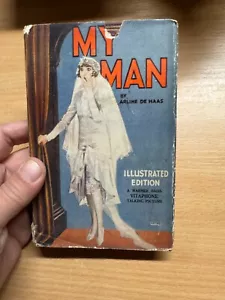 MY
MAN
BY
ARLINE DE HAAS
ILLUSTRATED
EDITION
A WARNER BROS.
VITAPHONE
TALKING PICTURE